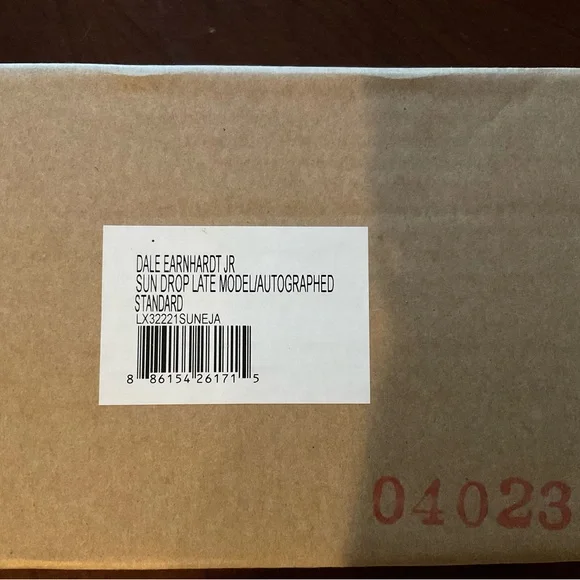 DALE EARNHARDT JR
SUN DROP LATE MODEL/AUTOGRAPHED
STANDARD
LX32221SUNEJA
8 86154 26171 5
04023